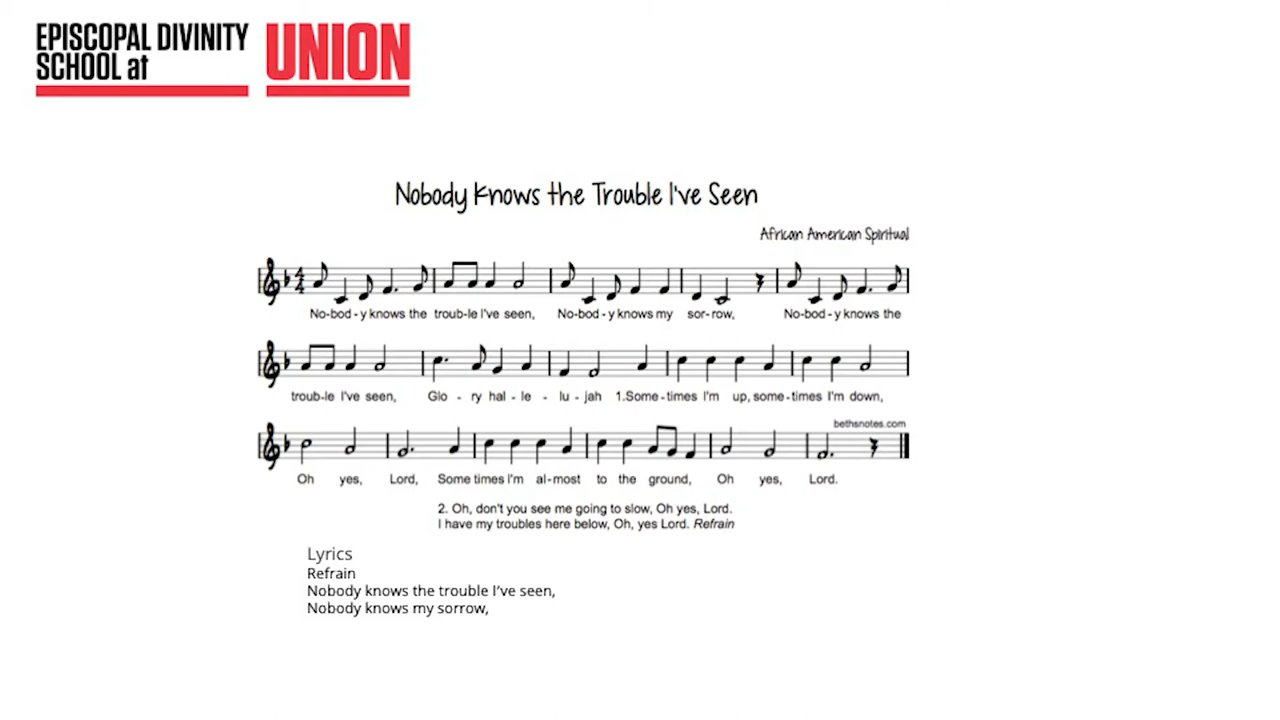 EPISCOPAL DIVINITY
SCHOOL at
UNION
Nobody Knows the Trouble I've Seen
African American Spiritual
4
4
No-bod-y knows the troub-le I've seen, No-bod-y knows my sor-row, No-bod-y knows the
troub-le I've seen, Glo - ry hal - le - lu - jah 1.Some-times I'm up, some-times I'm down,
bethsnotes.com
Oh yes, Lord, Some times I'm al-most to the ground, Oh yes, Lord.
2. Oh, don't you see me going to slow, Oh yes, Lord.
I have my troubles here below, Oh, yes Lord. Refrain
Lyrics
Refrain
Nobody knows the trouble I've seen,
Nobody knows my sorrow,